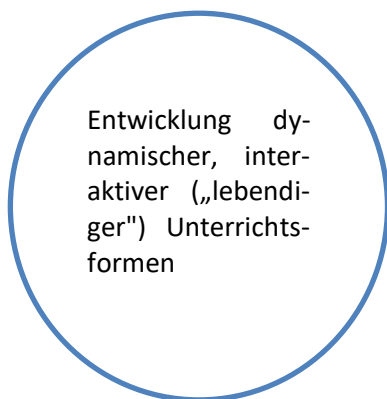 Entwicklung dy-
namischer, inter-
aktiver („lebendi-
ger") Unterrichts-
formen